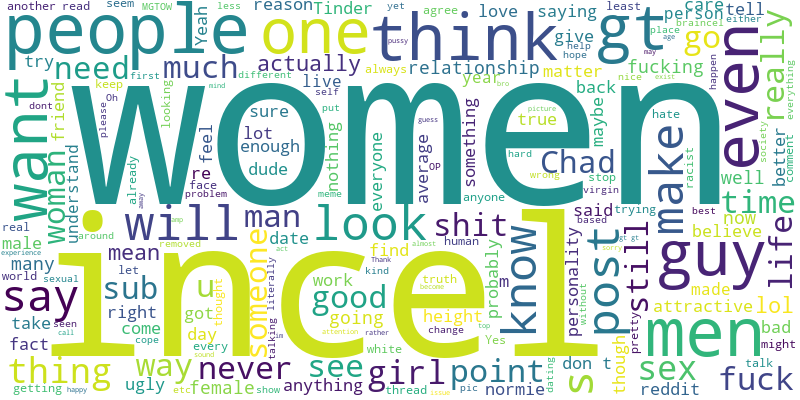 another read
seem
MGTOW
Yeah
less
reason
Tinder
yet
agree
love
saying
at least
care
person
tell
people
one
think
gt
go
even
really
braincel
place
age
either
everything
try
need
much
actually
relationship
give
pussy
help
hope
may
matter
fucking
different
live
always
year
back
nice
exist
happen
bro
want
woman
friend
understand
dont
please
Oh
keep
first
looking
already
mind
self
put
nothing
sure
lot
enough
dude
feel
re
face
problem
meme
everyone
average
guess
OP
something
anyone
true
picture
hard
wrong
maybe
Chad
stop
virgin
hate
make
racist
better
comment
society
well
time
women
incel
male
real
many
world
around
sexual
experience
will
mean
removed
away
amp
man
look
shit
said
based
trying
guy
best
now
believe
life
say
sub
let
u
got
thought
someone
date
act
literally
talking
work
good
going
day
find
kind
Thank
human
almost
truth
become
height
change
probably
m
know
personality
post
without
sorry
gt gt
still
pretty
men
made
attractive
lol
bad
might
take
seen
call
right
come
cope
fact
every
in
white
attention
rather
top
Yes
though
thing
way
never
see
girl
point
s
don t
sex
talk
fuck
getting
happy
ugly
etc
sound
female
show
anything
thread
pic
issue
normie
dating
reddit